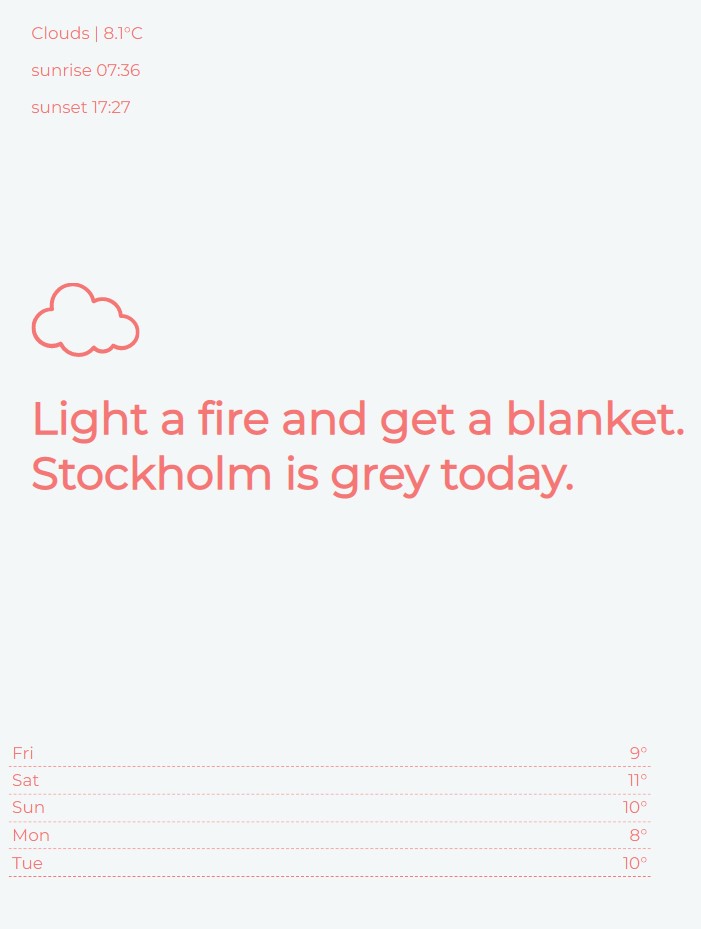 Clouds | 8.1°C
sunrise 07:36
sunset 17:27
Light a fire and get a blanket.
Stockholm is grey today.
Fri 9°
Sat 11°
Sun 10°
Mon 8°
Tue 10°